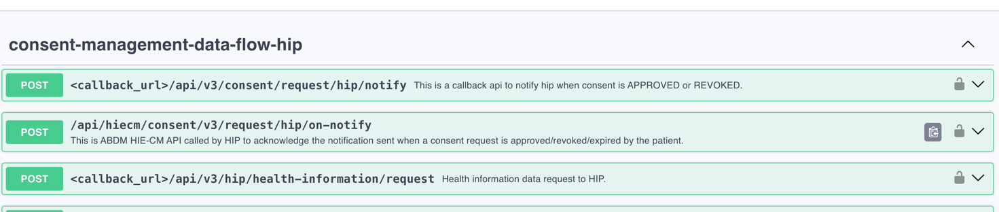 consent-management-data-flow-hip
POST <callback_url>/api/v3/consent/request/hip/notify This is a callback api to notify hip when consent is APPROVED or REVOKED.
POST /api/hiecm/consent/v3/request/hip/on-notify
This is ABDM HIE-CM API called by HIP to acknowledge the notification sent when a consent request is approved/revoked/expired by the patient.
POST <callback_url>/api/v3/hip/health-information/request Health information data request to HIP.